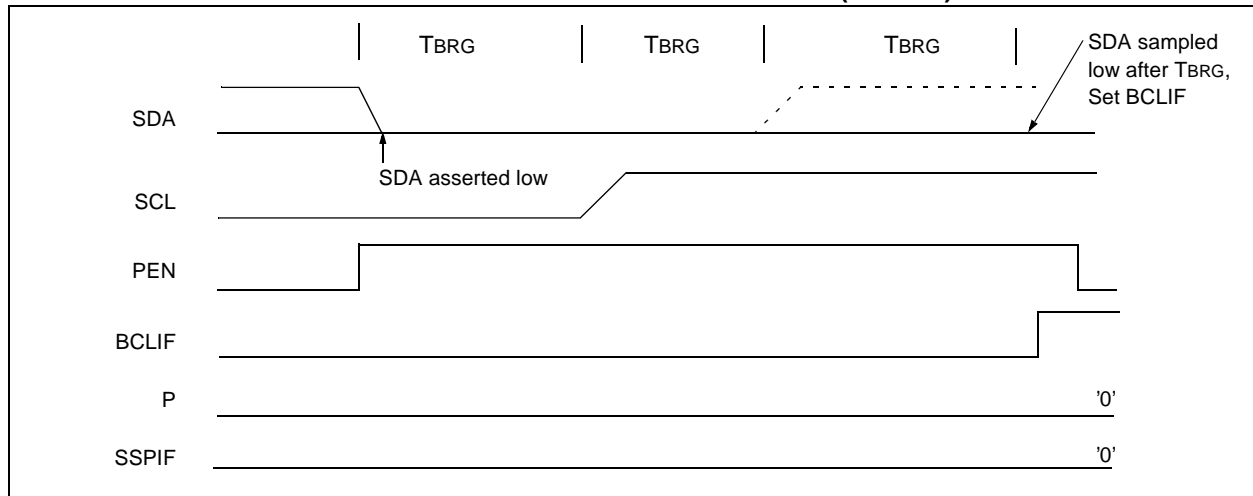 TBRG TBRG TBRG
SDA sampled
low after TBRG,
Set BCLIF
SDA
SDA asserted low
SCL
PEN
BCLIF
P '0'
SSPIF '0'